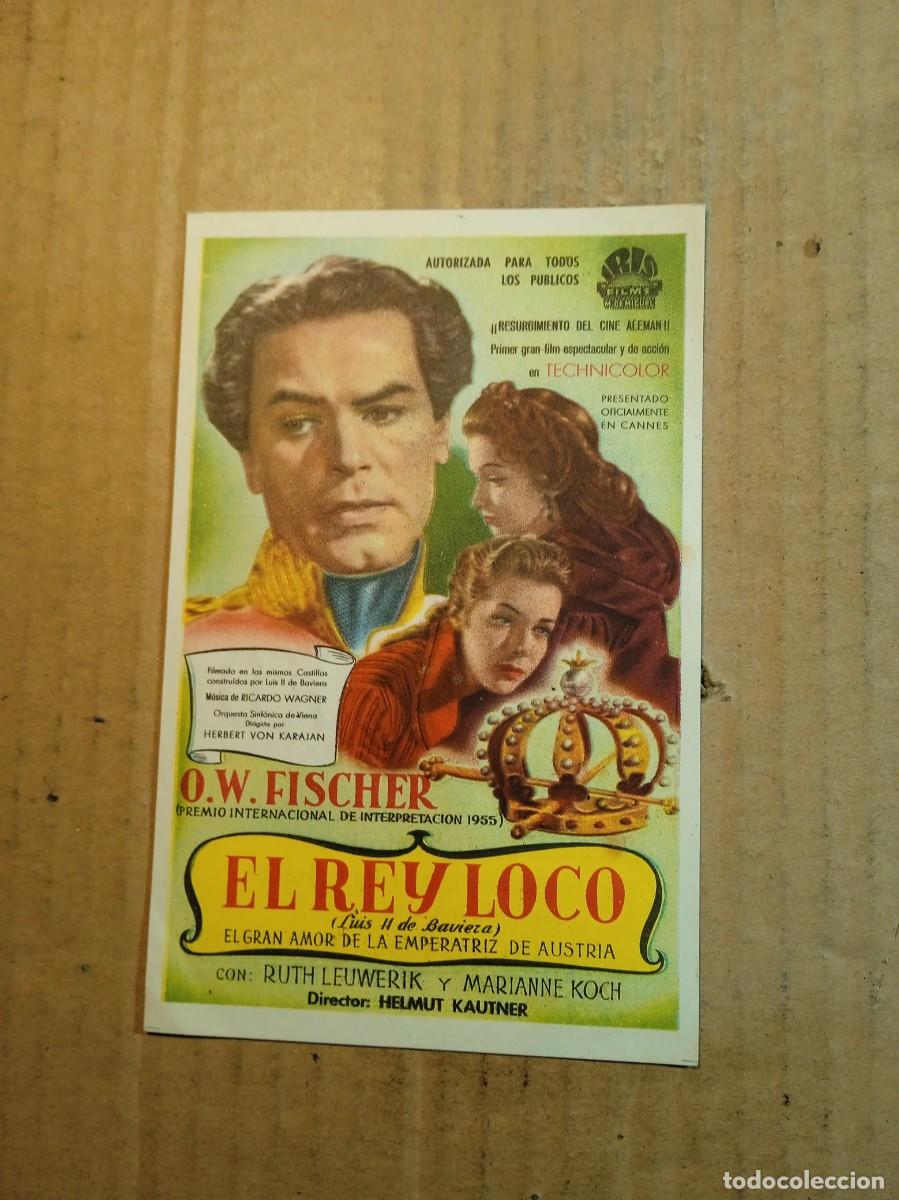 AUTORIZADA PARA TODOS
LOS PUBLICOS
IRIS
FILMS
¡¡RESURGIMIENTO DEL CINE ALEMAN!!
Primer gran film espectacular y de acción
en TECHNICOLOR
PRESENTADO
OFICIALMENTE
EN CANNES
Filmado en los mismos Castillos
construídos por Luis II de Baviera
Música de RICARDO WAGNER
Orquesta Sinfónica de Viena
Dirigida por
HERBERT VON KARAJAN
O.W. FISCHER
(PREMIO INTERNACIONAL DE INTERPRETACION 1955)
EL REY LOCO
(Luis II de Baviera)
EL GRAN AMOR DE LA EMPERATRIZ DE AUSTRIA
CON: RUTH LEUWERIK Y MARIANNE KOCH
Director: HELMUT KAUTNER
todocoleccion